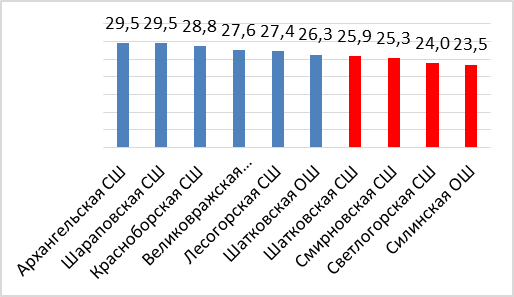 29,5 29,5 28,8 27,6 27,4 26,3 25,9 25,3 24,0 23,5
Архангельская СШ
Шараповская СШ
Красноборская СШ
Великовражская...
Лесогорская СШ
Шатковская ОШ
Шатковская СШ
Смирновская СШ
Светлогорская СШ
Силинская ОШ